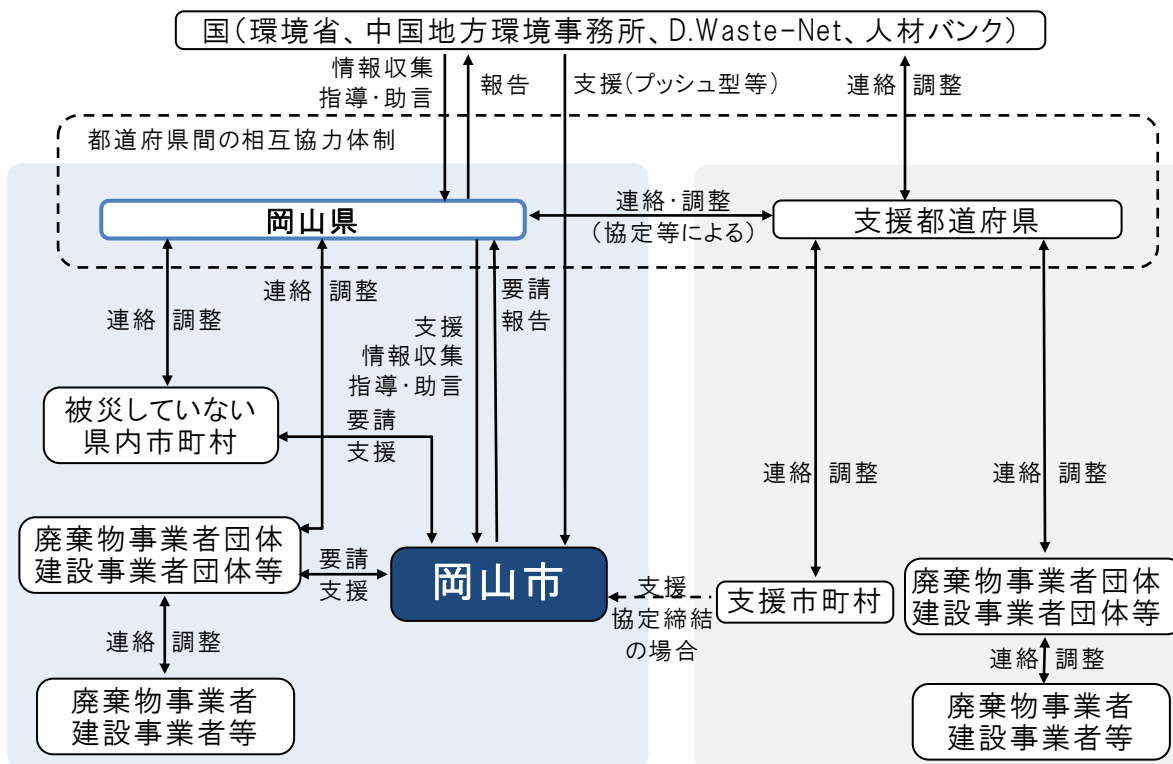 国(環境省、中国地方環境事務所、D.Waste-Net、人材バンク)
情報収集
指導・助言
報告
支援(プッシュ型等)
連絡 調整
都道府県間の相互協力体制
岡山県
連絡・調整
(協定等による)
支援都道府県
連絡 調整
連絡 調整
要請
報告
支援
情報収集
指導・助言
被災していない
県内市町村
要請
支援
連絡 調整
連絡 調整
廃棄物事業者団体
建設事業者団体等
要請
支援
岡山市
支援
協定締結
の場合
支援市町村
廃棄物事業者団体
建設事業者団体等
連絡 調整
連絡 調整
廃棄物事業者
建設事業者等
廃棄物事業者
建設事業者等